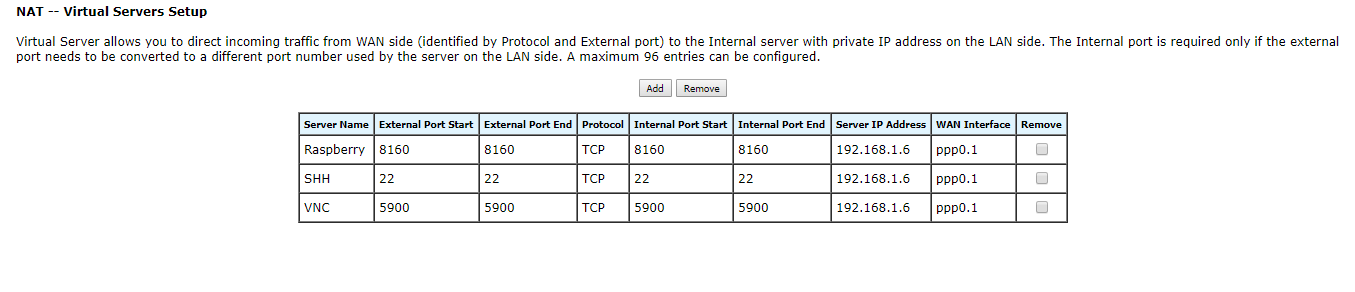 NAT -- Virtual Servers Setup
Virtual Server allows you to direct incoming traffic from WAN side (identified by Protocol and External port) to the Internal server with private IP address on the LAN side. The Internal port is required only if the external
port needs to be converted to a different port number used by the server on the LAN side. A maximum 96 entries can be configured.
Add Remove
Server Name External Port Start External Port End Protocol Internal Port Start Internal Port End Server IP Address WAN Interface Remove
Raspberry 8160 8160 TCP 8160 8160 192.168.1.6 ppp0.1
SHH 22 22 TCP 22 22 192.168.1.6 ppp0.1
VNC 5900 5900 TCP 5900 5900 192.168.1.6 ppp0.1